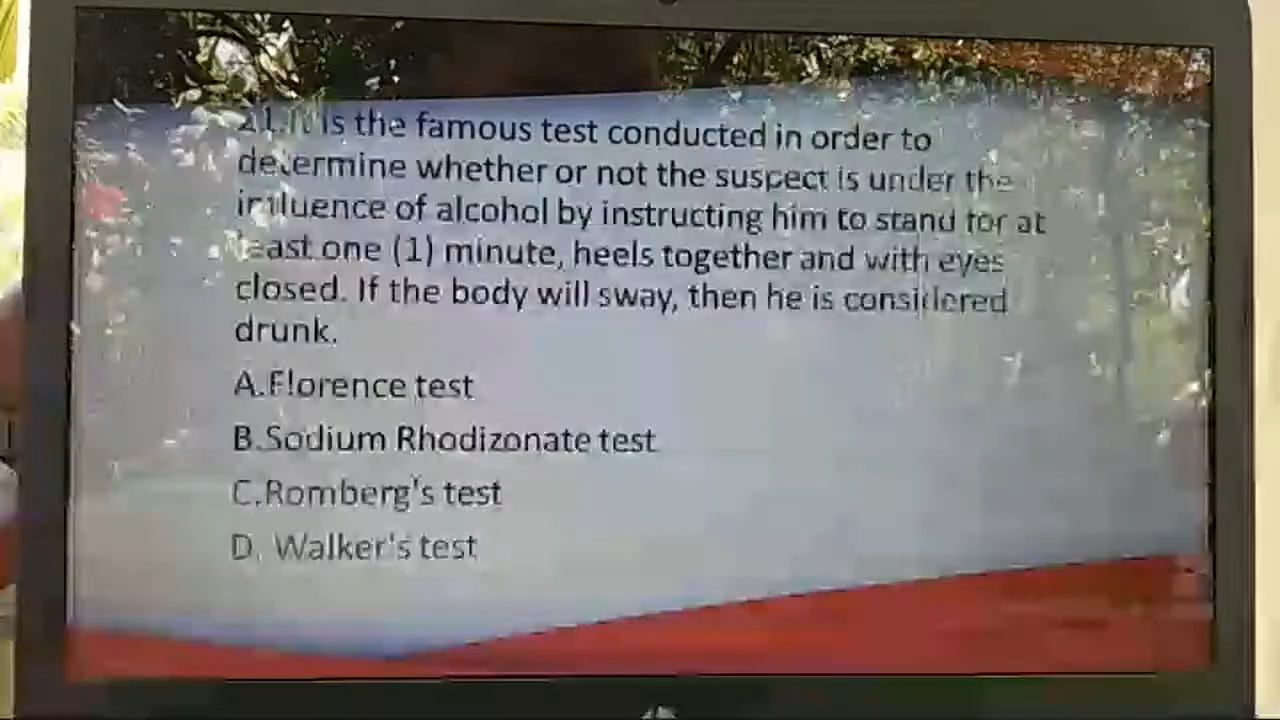 21.It is the famous test conducted in order to
determine whether or not the suspect is under the
influence of alcohol by instructing him to stand for at
least one (1) minute, heels together and with eyes
closed. If the body will sway, then he is considered
drunk.
A.Florence test
B.Sodium Rhodizonate test
C.Romberg's test
D. Walker's test